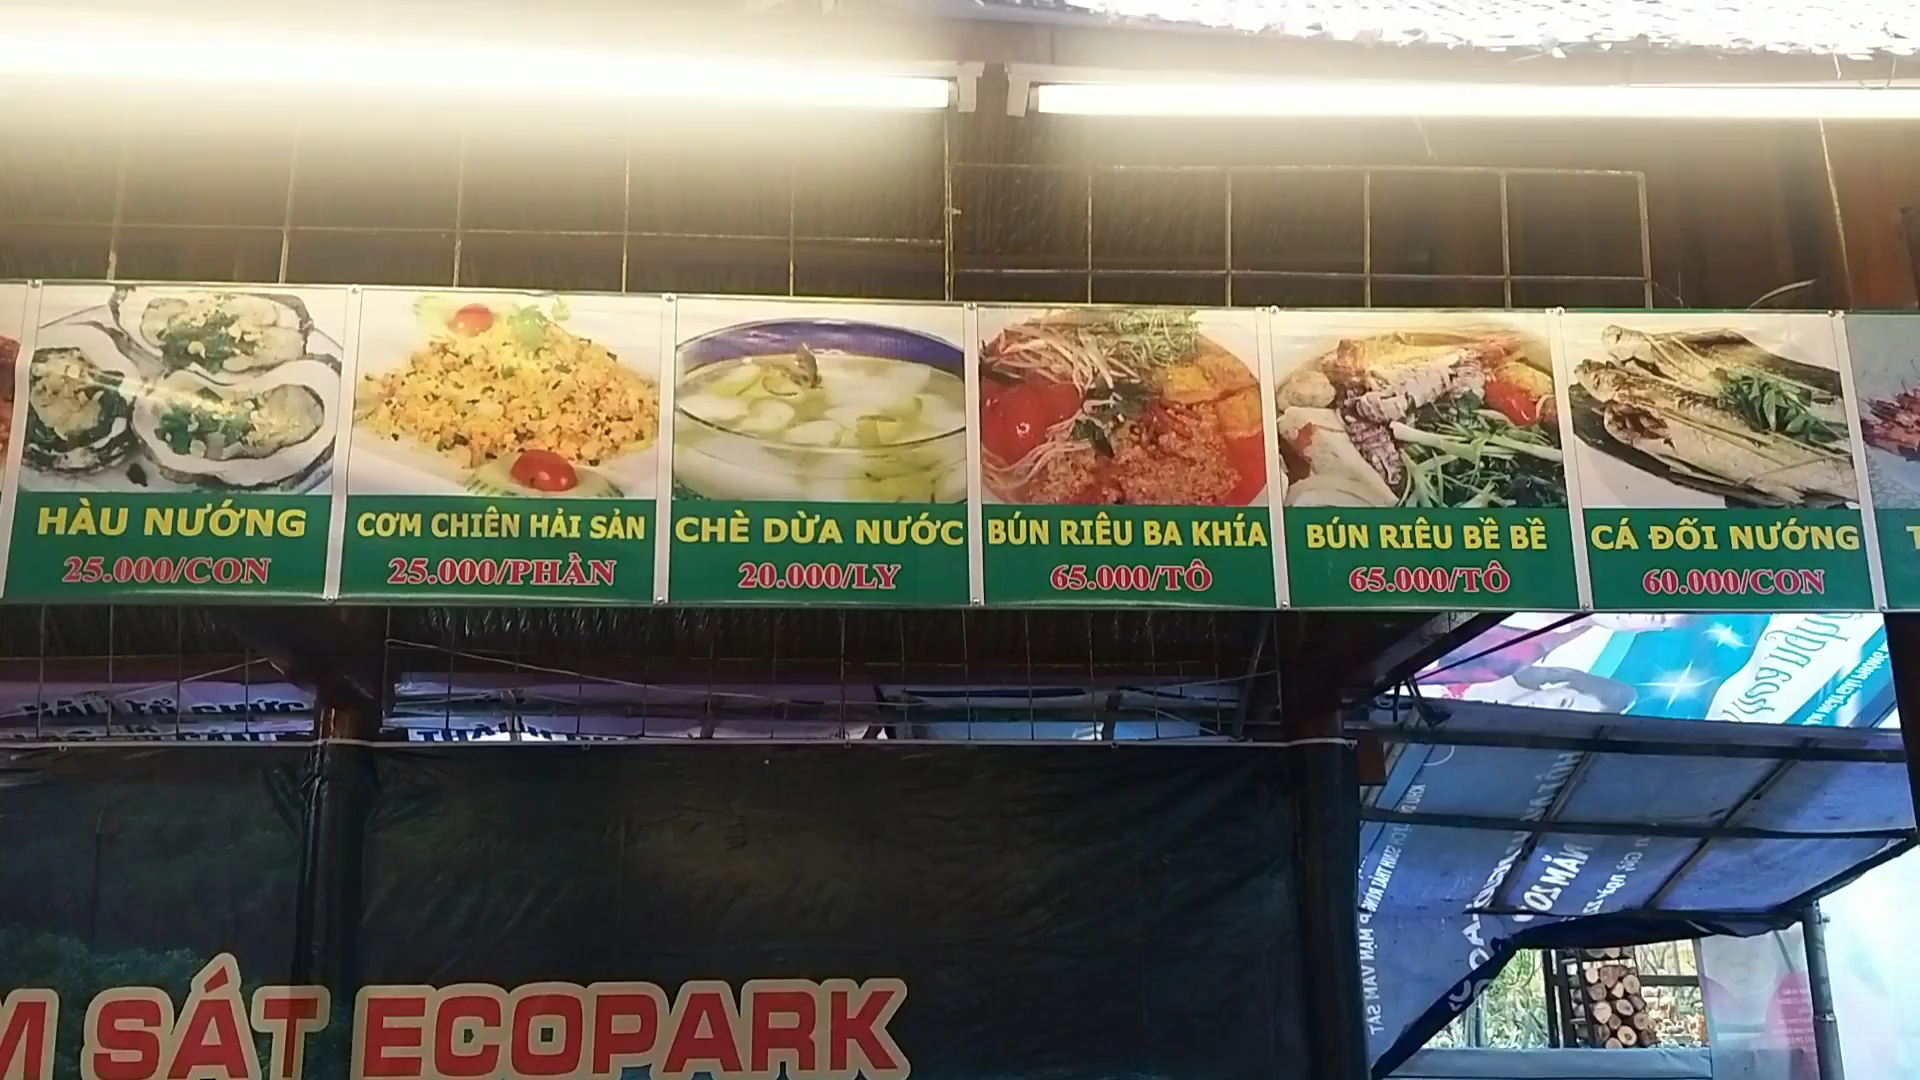 HÀU NƯỚNG
25.000/CON
CƠM CHIÊN HẢI SẢN
25.000/PHẦN
CHÈ DỪA NƯỚC
20.000/LY
BÚN RIÊU BA KHÍA
65.000/TÔ
BÚN RIÊU BỀ BỀ
65.000/TÔ
CÁ ĐỐI NƯỚNG
60.000/CON
SÁT ECOPARK